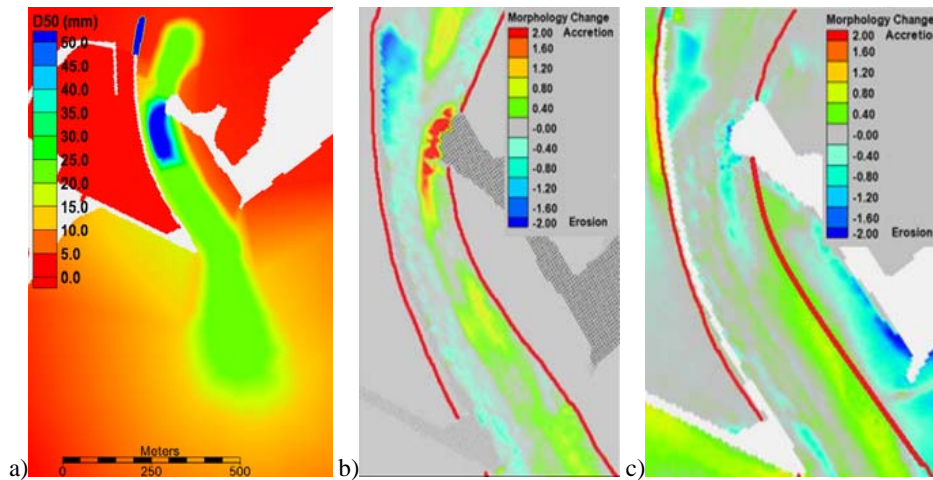 a)
D50 (mm)
50.0
45.0
40.0
35.0
30.0
25.0
20.0
15.0
10.0
5.0
0.0
Meters
0 250 500
b)
Morphology Change
2.00 Accretion
1.60
1.20
0.80
0.40
-0.00
-0.40
-0.80
-1.20
-1.60 Erosion
-2.00
c)
Morphology Change
2.00 Accretion
1.60
1.20
0.80
0.40
-0.00
-0.40
-0.80
-1.20
-1.60
-2.00 Erosion